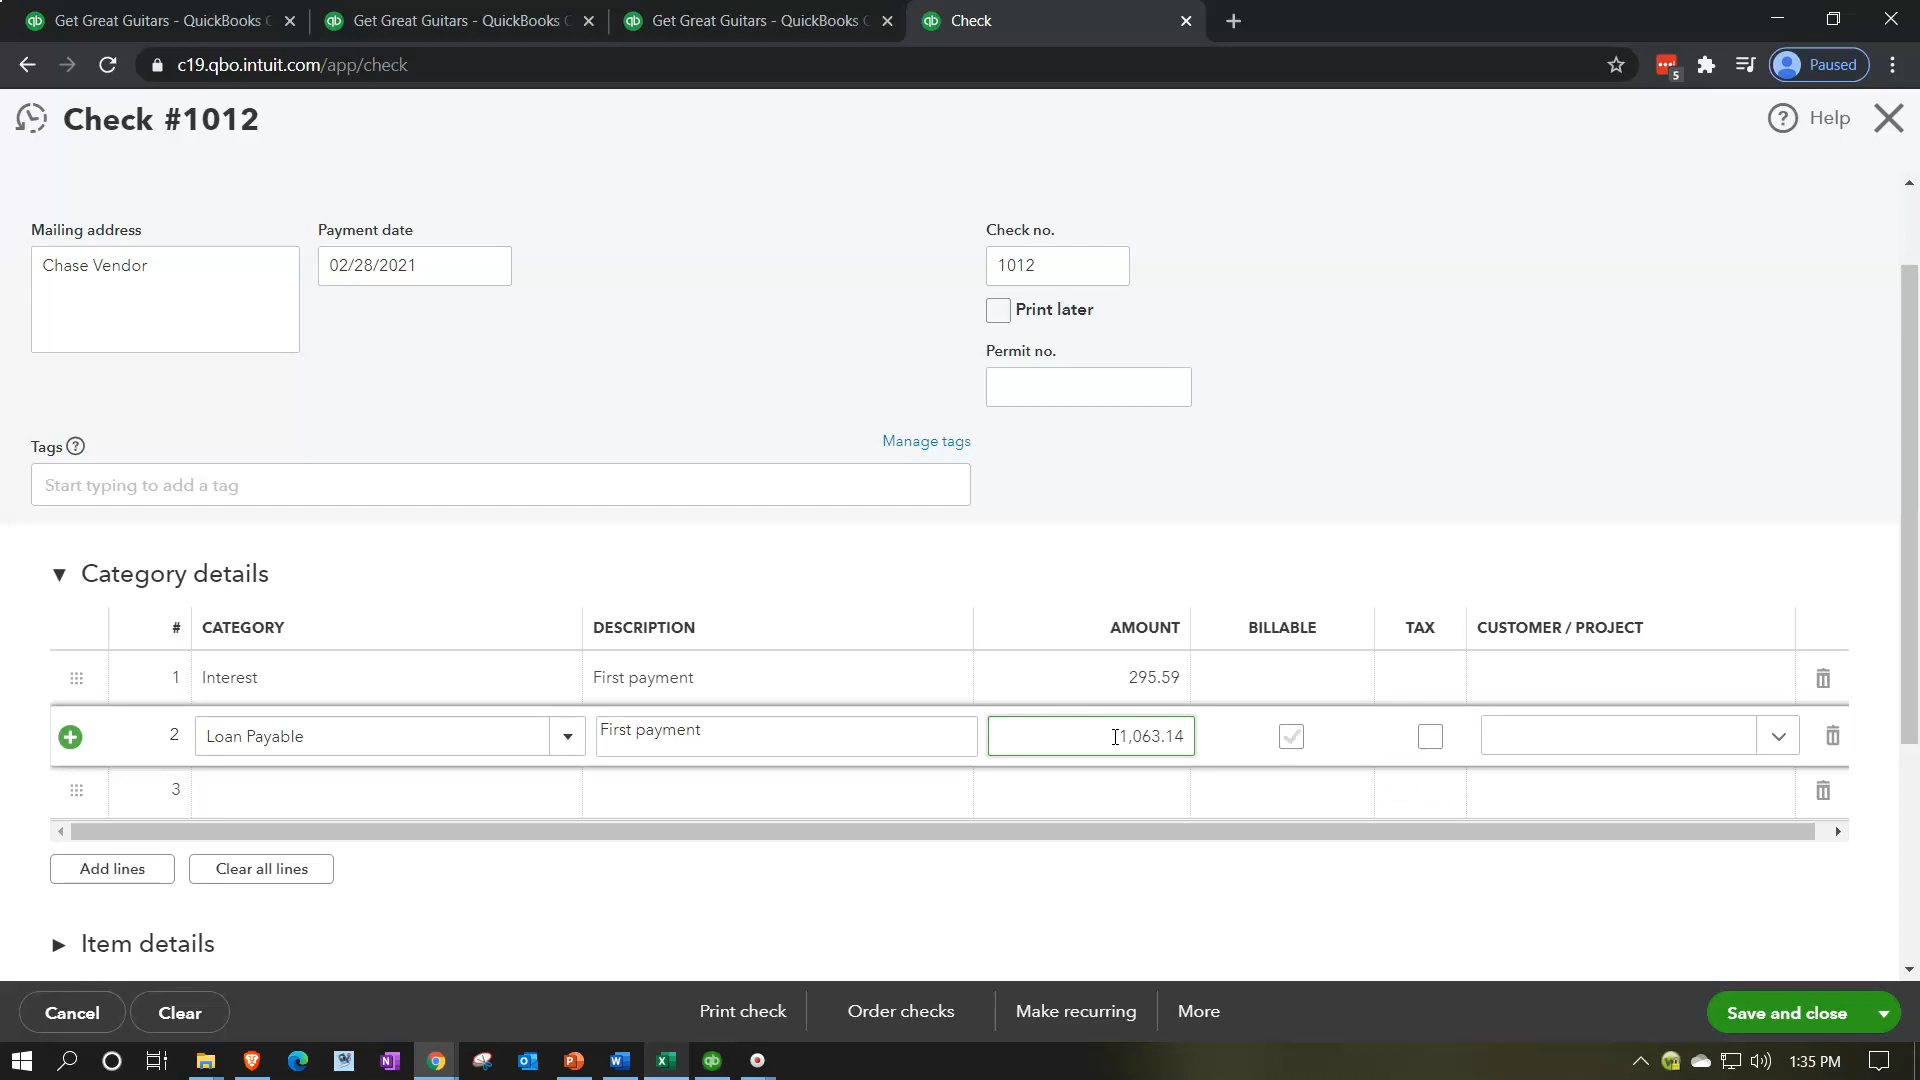 Get Great Guitars - QuickBooks C
Get Great Guitars - QuickBooks C
Get Great Guitars - QuickBooks C
Check
c19.qbo.intuit.com/app/check
5
Paused
Check #1012
Help
Mailing address
Payment date
Check no.
Chase Vendor
02/28/2021
1012
Print later
Permit no.
Tags
Manage tags
Start typing to add a tag
Category details
# CATEGORY DESCRIPTION AMOUNT BILLABLE TAX CUSTOMER / PROJECT
1 Interest First payment 295.59
2 Loan Payable First payment 1,063.14
3
Add lines
Clear all lines
Item details
Cancel
Clear
Print check
Order checks
Make recurring
More
Save and close
1:35 PM